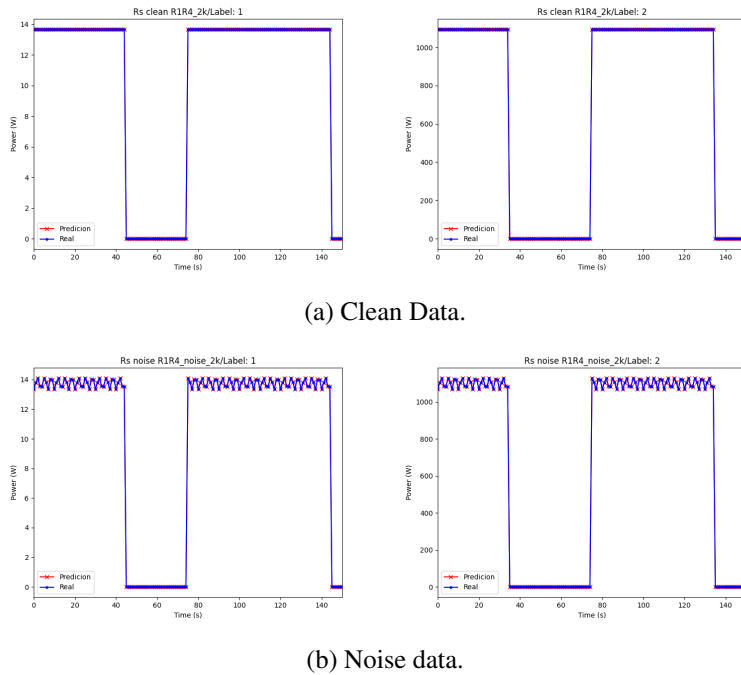 Rs clean R1R4_2k/Label: 1
14
12
10
8
6
4
2
0
Power (W)
Predicion
Real
0 20 40 60 80 100 120 140
Time (s)
Rs clean R1R4_2k/Label: 2
1000
800
600
400
200
0
Power (W)
Predicion
Real
0 20 40 60 80 100 120 140
Time (s)
(a) Clean Data.
Rs noise R1R4_noise_2k/Label: 1
14
12
10
8
6
4
2
0
Power (W)
Predicion
Real
0 20 40 60 80 100 120 140
Time (s)
Rs noise R1R4_noise_2k/Label: 2
1000
800
600
400
200
0
Power (W)
Predicion
Real
0 20 40 60 80 100 120 140
Time (s)
(b) Noise data.